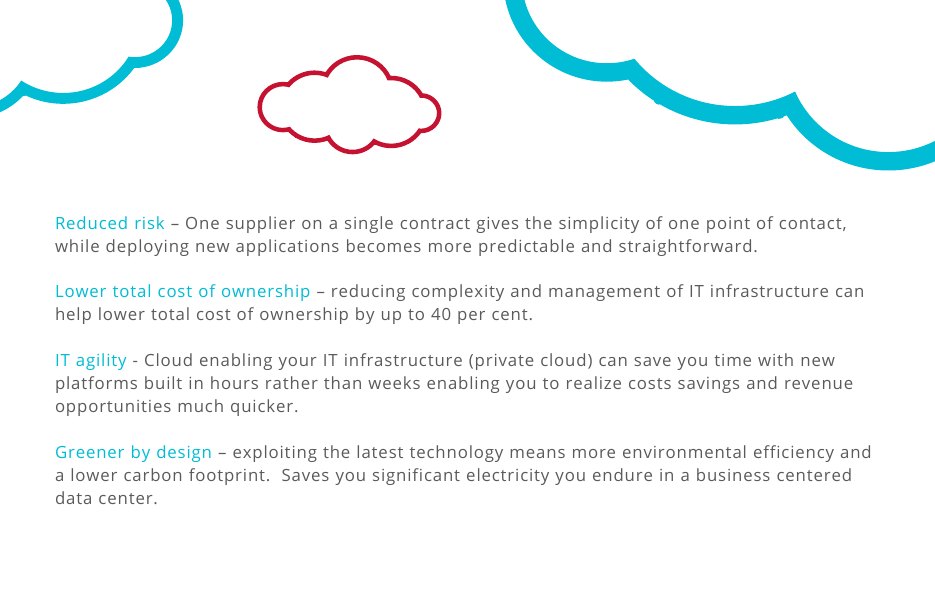 Reduced risk – One supplier on a single contract gives the simplicity of one point of contact,
while deploying new applications becomes more predictable and straightforward.
Lower total cost of ownership – reducing complexity and management of IT infrastructure can
help lower total cost of ownership by up to 40 per cent.
IT agility - Cloud enabling your IT infrastructure (private cloud) can save you time with new
platforms built in hours rather than weeks enabling you to realize costs savings and revenue
opportunities much quicker.
Greener by design – exploiting the latest technology means more environmental efficiency and
a lower carbon footprint.  Saves you significant electricity you endure in a business centered
data center.